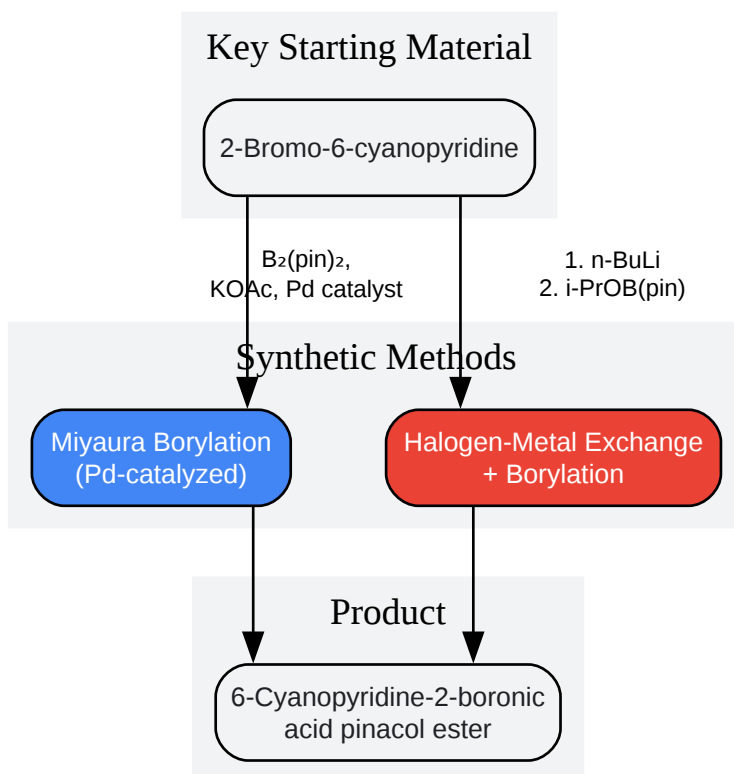 Key Starting Material
2-Bromo-6-cyanopyridine
B₂(pin)₂,
KOAc, Pd catalyst
1. n-BuLi
2. i-PrOB(pin)
Synthetic Methods
Miyaura Borylation
(Pd-catalyzed)
Halogen-Metal Exchange
+ Borylation
Product
6-Cyanopyridine-2-boronic
acid pinacol ester